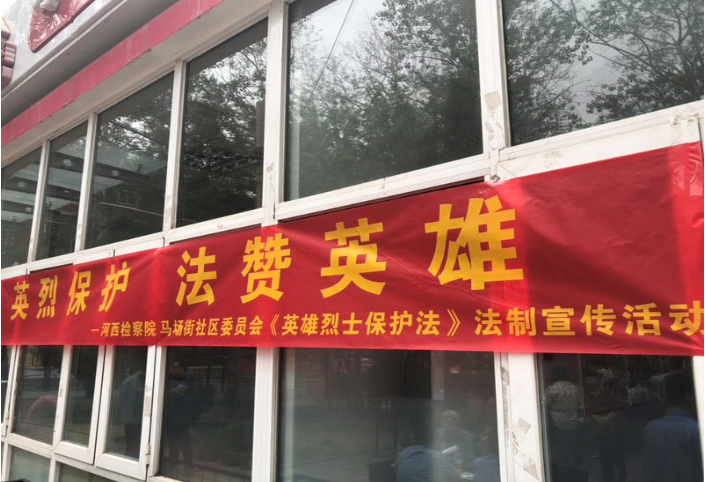 英烈保护 法赞英雄
—河西检察院 马场街社区委员会《英雄烈士保护法》法制宣传活动